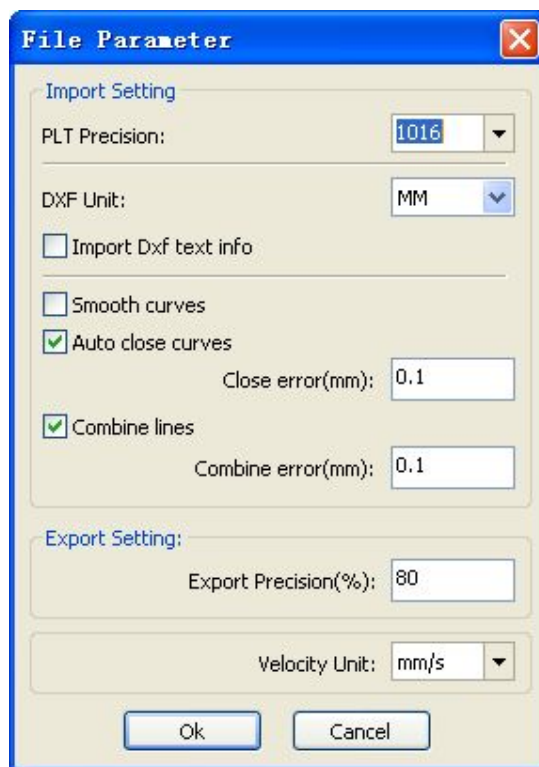 File Parameter
Import Setting
PLT Precision: 1016
DXF Unit: MM
Import Dxf text info
Smooth curves
Auto close curves
Close error(mm): 0.1
Combine lines
Combine error(mm): 0.1
Export Setting:
Export Precision(%): 80
Velocity Unit: mm/s
Ok Cancel